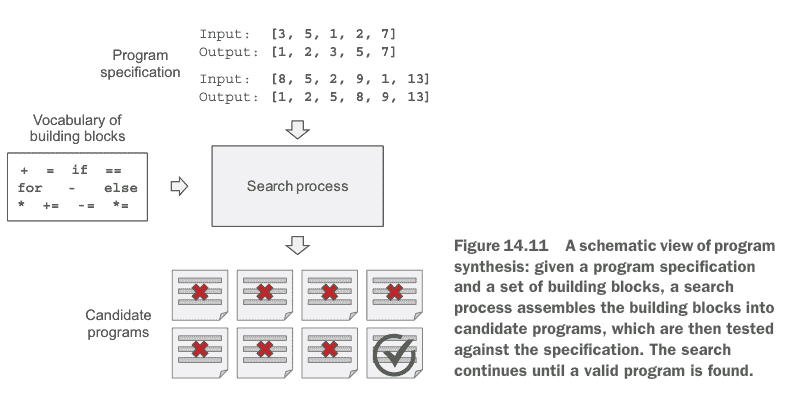 Program
specification
Input: [3, 5, 1, 2, 7]
Output: [1, 2, 3, 5, 7]
Input: [8, 5, 2, 9, 1, 13]
Output: [1, 2, 5, 8, 9, 13]
Vocabulary of
building blocks
+ = if ==
for - else
* += -= *=
Search process
Candidate
programs
Figure 14.11 A schematic view of program
synthesis: given a program specification
and a set of building blocks, a search
process assembles the building blocks into
candidate programs, which are then tested
against the specification. The search
continues until a valid program is found.